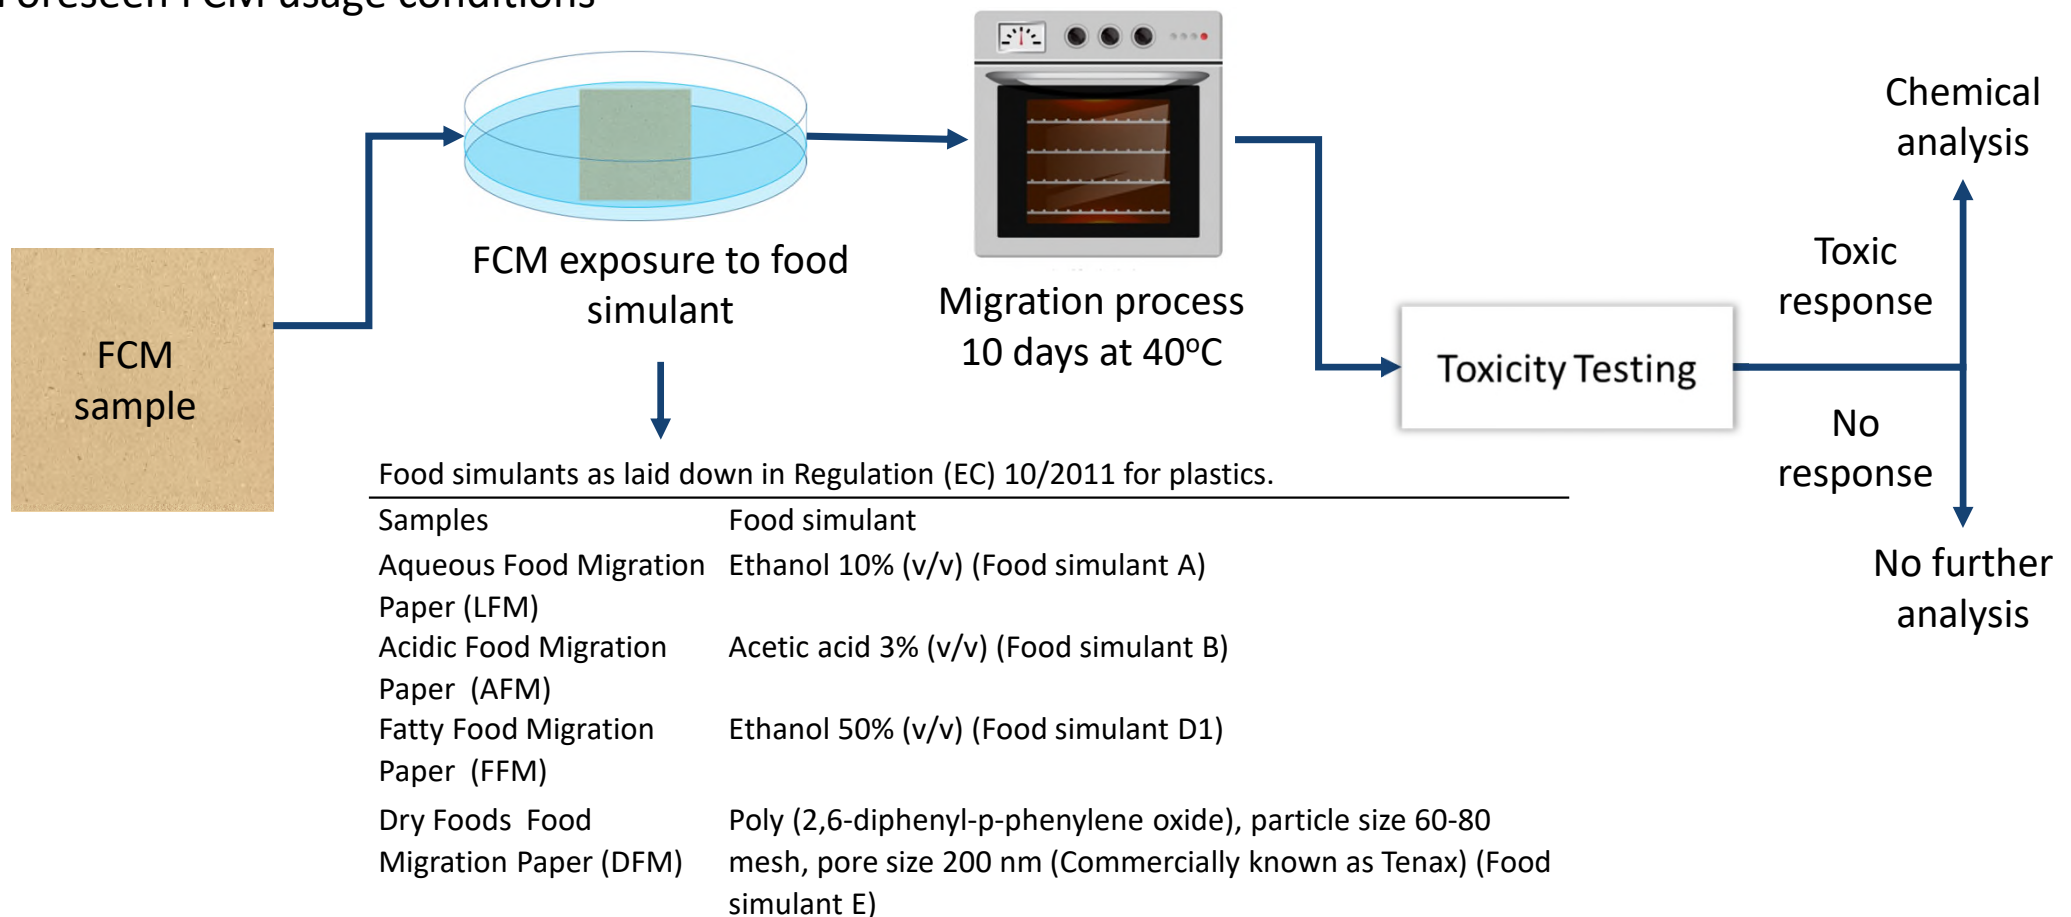 Foreseen FCM usage conditions
FCM
sample
FCM exposure to food
simulant
Migration process
10 days at 40ºC
Toxicity Testing
Toxic
response
Chemical
analysis
No
response
No further
analysis
Food simulants as laid down in Regulation (EC) 10/2011 for plastics.
Samples Food simulant
Aqueous Food Migration Ethanol 10% (v/v) (Food simulant A)
Paper (LFM)
Acidic Food Migration Acetic acid 3% (v/v) (Food simulant B)
Paper (AFM)
Fatty Food Migration Ethanol 50% (v/v) (Food simulant D1)
Paper (FFM)
Dry Foods Food Poly (2,6-diphenyl-p-phenylene oxide), particle size 60-80
Migration Paper (DFM) mesh, pore size 200 nm (Commercially known as Tenax) (Food
simulant E)